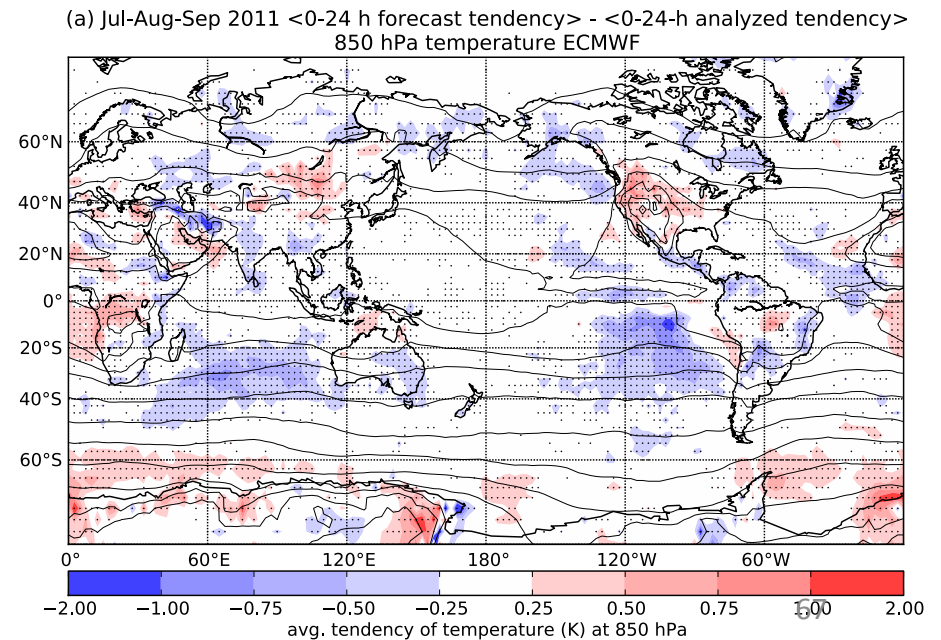 (a) Jul-Aug-Sep 2011 <0-24 h forecast tendency> - <0-24-h analyzed tendency>
850 hPa temperature ECMWF
60°N
40°N
20°N
0°
20°S
40°S
60°S
0° 60°E 120°E 180° 120°W 60°W
−2.00 −1.00 −0.75 −0.50 −0.25 0.25 0.50 0.75 1.00 2.00
67
avg. tendency of temperature (K) at 850 hPa